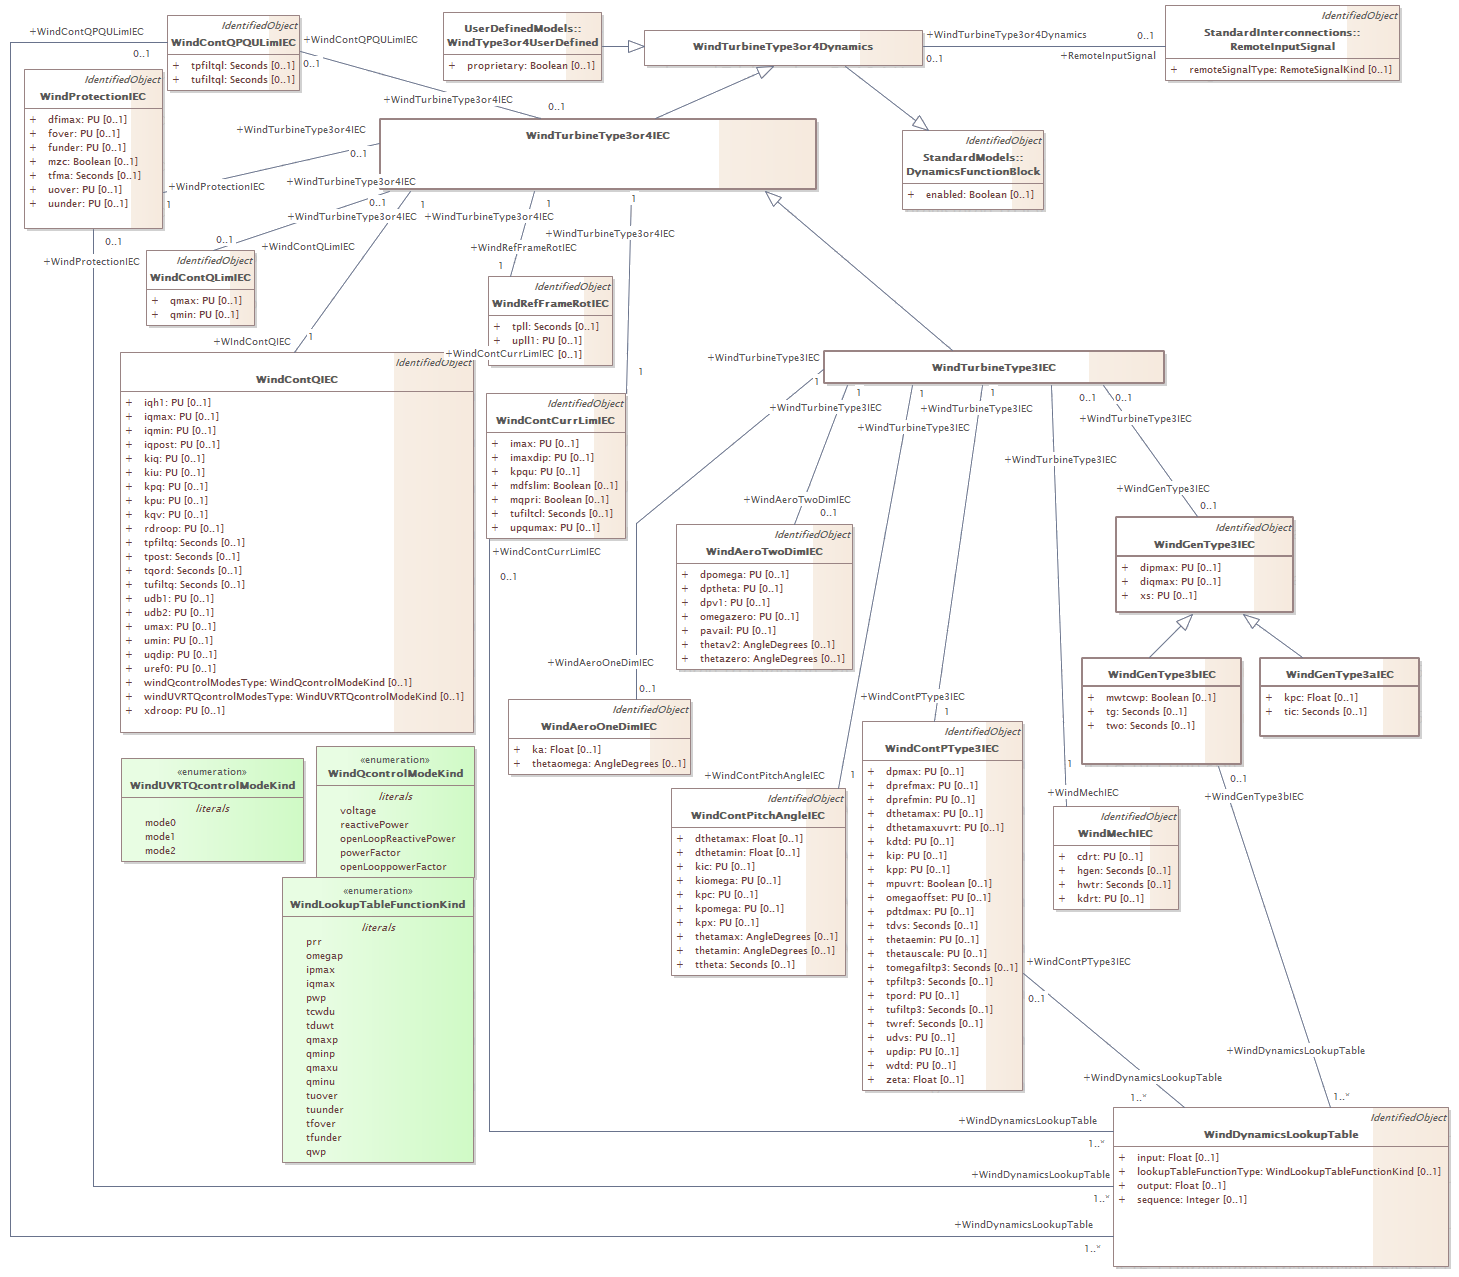 +WindContQPQULimIEC
0..1
IdentifiedObject
WindContQPQULimIEC
+ tpfiltql: Seconds [0..1]
+ tufiltql: Seconds [0..1]
+WindContQPQULimIEC
0..1
UserDefinedModels::
WindType3or4UserDefined
+ proprietary: Boolean [0..1]
WindTurbineType3or4Dynamics
+WindTurbineType3or4Dynamics
0..1
0..1
+RemoteInputSignal
IdentifiedObject
StandardInterconnections::
RemoteInputSignal
+ remoteSignalType: RemoteSignalKind [0..1]
IdentifiedObject
WindProtectionIEC
+ dfimax: PU [0..1]
+ fover: PU [0..1]
+ funder: PU [0..1]
+ mzc: Boolean [0..1]
+ tfma: Seconds [0..1]
+ uover: PU [0..1]
+ uunder: PU [0..1]
+WindTurbineType3or4IEC
0..1
+WindTurbineType3or4IEC
0..1
WindTurbineType3or4IEC
IdentifiedObject
StandardModels::
DynamicsFunctionBlock
+ enabled: Boolean [0..1]
+WindProtectionIEC
1
+WindTurbineType3or4IEC
0..1
+WindTurbineType3or4IEC
1
+WindTurbineType3or4IEC
1
1
+WindTurbineType3or4IEC
0..1
+WindProtectionIEC
0..1
+WindContQLimIEC
+WindRefFrameRotIEC
1
IdentifiedObject
WindContQLimIEC
+ qmax: PU [0..1]
+ qmin: PU [0..1]
IdentifiedObject
WindRefFrameRotIEC
+ tpll: Seconds [0..1]
+ upll1: PU [0..1]
[0..1]
+WindContCurrLimIEC
1
+WIndContQIEC
1
IdentifiedObject
WindContQIEC
+ iqh1: PU [0..1]
+ iqmax: PU [0..1]
+ iqmin: PU [0..1]
+ iqpost: PU [0..1]
+ kiq: PU [0..1]
+ kiu: PU [0..1]
+ kpq: PU [0..1]
+ kpu: PU [0..1]
+ kqv: PU [0..1]
+ rdroop: PU [0..1]
+ tpfiltq: Seconds [0..1]
+ tpost: Seconds [0..1]
+ tqord: Seconds [0..1]
+ tufiltq: Seconds [0..1]
+ udb1: PU [0..1]
+ udb2: PU [0..1]
+ umax: PU [0..1]
+ umin: PU [0..1]
+ uqdip: PU [0..1]
+ uref0: PU [0..1]
+ windQcontrolModesType: WindQcontrolModeKind [0..1]
+ windUVRTQcontrolModesType: WindUVRTQcontrolModeKind [0..1]
+ xdroop: PU [0..1]
IdentifiedObject
WindContCurrLimIEC
+ imax: PU [0..1]
+ imaxdip: PU [0..1]
+ kpqu: PU [0..1]
+ mdfslim: Boolean [0..1]
+ mqpri: Boolean [0..1]
+ tufiltcl: Seconds [0..1]
+ upqumax: PU [0..1]
+WindContCurrLimIEC
0..1
+WindTurbineType3IEC
1
WindTurbineType3IEC
1
+WindTurbineType3IEC
1
+WindTurbineType3IEC
1
+WindTurbineType3IEC
0..1
0..1
+WindTurbineType3IEC
+WindTurbineType3IEC
+WindAeroTwoDimIEC
0..1
+WindGenType3IEC
0..1
IdentifiedObject
WindAeroTwoDimIEC
+ dpomega: PU [0..1]
+ dptheta: PU [0..1]
+ dpv1: PU [0..1]
+ omegazero: PU [0..1]
+ pavail: PU [0..1]
+ thetav2: AngleDegrees [0..1]
+ thetazero: AngleDegrees [0..1]
IdentifiedObject
WindGenType3IEC
+ dipmax: PU [0..1]
+ diqmax: PU [0..1]
+ xs: PU [0..1]
+WindAeroOneDimIEC
0..1
IdentifiedObject
WindAeroOneDimIEC
+ ka: Float [0..1]
+ thetaomega: AngleDegrees [0..1]
WindGenType3bIEC
+ mwtcwp: Boolean [0..1]
+ tg: Seconds [0..1]
+ two: Seconds [0..1]
WindGenType3aIEC
+ kpc: Float [0..1]
+ tic: Seconds [0..1]
+WindContPType3IEC
1
IdentifiedObject
WindContPType3IEC
+ dpmax: PU [0..1]
+ dprefmax: PU [0..1]
+ dprefmin: PU [0..1]
+ dthetamax: PU [0..1]
+ dthetamaxuvrt: PU [0..1]
+ kdtd: PU [0..1]
+ kip: PU [0..1]
+ kpp: PU [0..1]
+ mpuvrt: Boolean [0..1]
+ omegaoffset: PU [0..1]
+ pdtdmax: PU [0..1]
+ tdvs: Seconds [0..1]
+ thetaemin: PU [0..1]
+ thetauscale: PU [0..1]
+ tomegafiltp3: Seconds [0..1]
+ tpfiltp3: Seconds [0..1]
+ tpord: PU [0..1]
+ tufiltp3: Seconds [0..1]
+ twref: Seconds [0..1]
+ udvs: PU [0..1]
+ updip: PU [0..1]
+ wdtd: PU [0..1]
+ zeta: Float [0..1]
+WindContPitchAngleIEC
1
IdentifiedObject
WindContPitchAngleIEC
+ dthetamax: Float [0..1]
+ dthetamin: Float [0..1]
+ kic: PU [0..1]
+ kiomega: PU [0..1]
+ kpc: PU [0..1]
+ kpomega: PU [0..1]
+ kpx: PU [0..1]
+ thetamax: AngleDegrees [0..1]
+ thetamin: AngleDegrees [0..1]
+ ttheta: Seconds [0..1]
1
+WindMechIEC
IdentifiedObject
WindMechIEC
+ cdrt: PU [0..1]
+ hgen: Seconds [0..1]
+ hwtr: Seconds [0..1]
+ kdrt: PU [0..1]
0..1
+WindGenType3bIEC
«enumeration»
WindUVRTQcontrolModeKind
literals
mode0
mode1
mode2
«enumeration»
WindQcontrolModeKind
literals
voltage
reactivePower
openLoopReactivePower
powerFactor
openLooppowerFactor
«enumeration»
WindLookupTableFunctionKind
literals
prr
omegap
ipmax
iqmax
pwp
tcwdu
tduwt
qmaxp
qminp
qmaxu
qminu
tuover
tuunder
tfover
tfunder
qwp
+WindContPType3IEC
0..1
+WindDynamicsLookupTable
1..*
+WindDynamicsLookupTable
1..*
+WindDynamicsLookupTable
1..*
+WindDynamicsLookupTable
1..*
+WindDynamicsLookupTable
1..*
IdentifiedObject
WindDynamicsLookupTable
+ input: Float [0..1]
+ lookupTableFunctionType: WindLookupTableFunctionKind [0..1]
+ output: Float [0..1]
+ sequence: Integer [0..1]